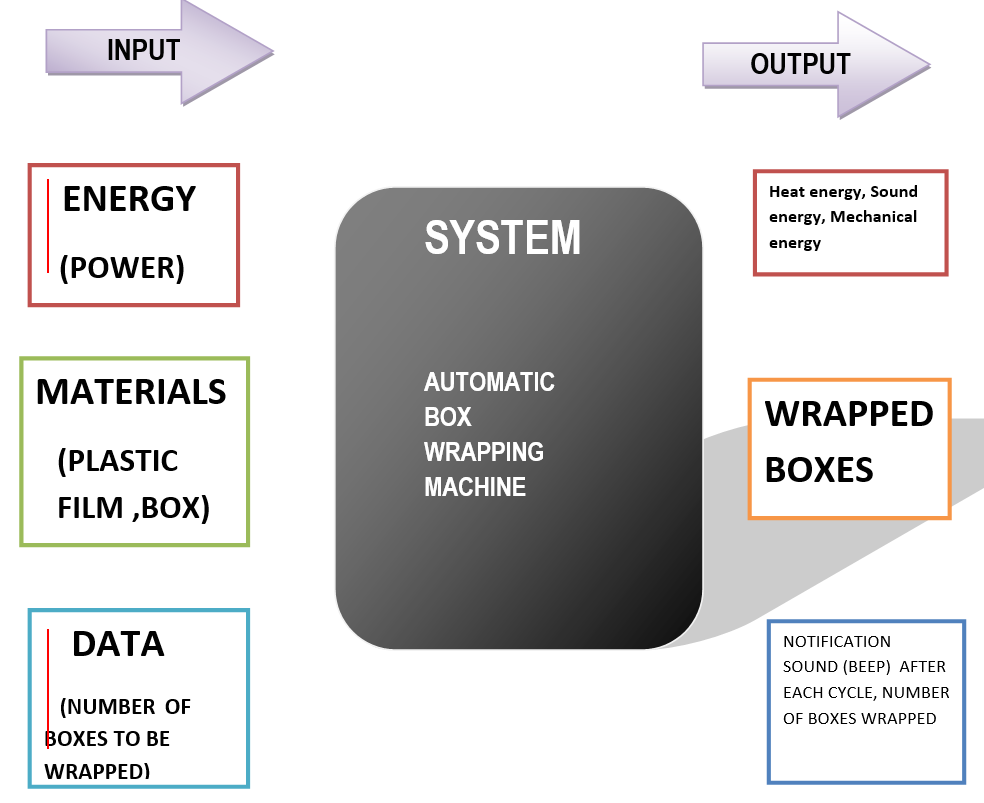 INPUT
OUTPUT
ENERGY
(POWER)
MATERIALS
(PLASTIC
FILM ,BOX)
DATA
(NUMBER OF
BOXES TO BE
WRAPPED)
SYSTEM
AUTOMATIC
BOX
WRAPPING
MACHINE
Heat energy, Sound
energy, Mechanical
energy
WRAPPED
BOXES
NOTIFICATION
SOUND (BEEP) AFTER
EACH CYCLE, NUMBER
OF BOXES WRAPPED